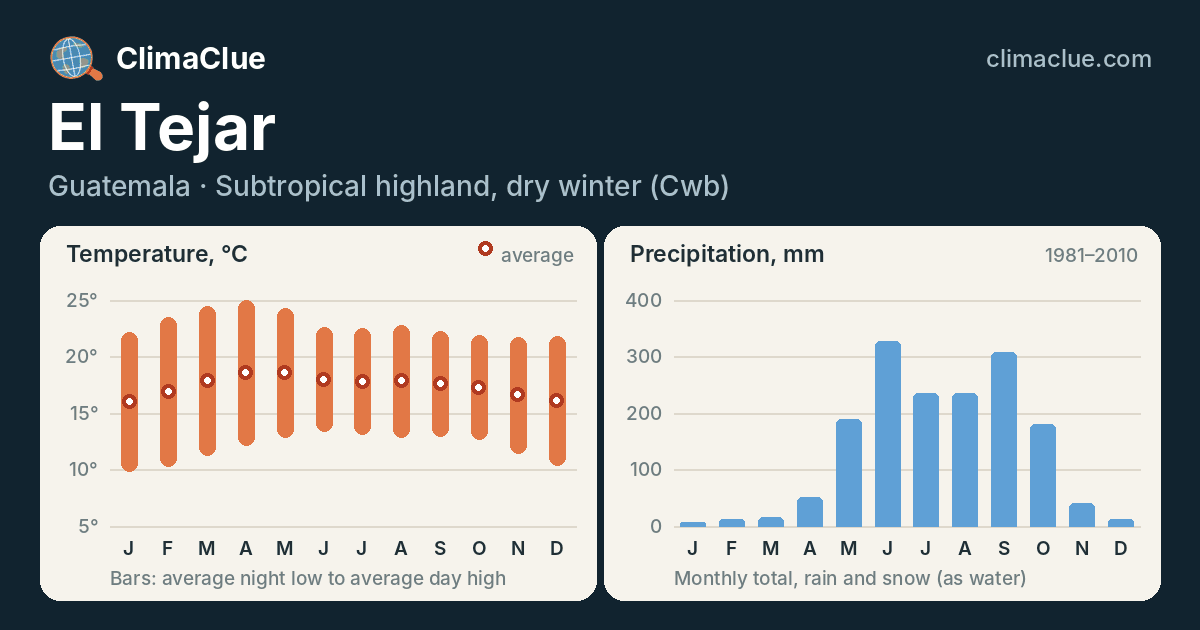 ClimaClue
climaclue.com
El Tejar
Guatemala · Subtropical highland, dry winter (Cwb)
Temperature, °C
average
25°
20°
15°
10°
5°
J F M A M J J A S O N D
Bars: average night low to average day high
Precipitation, mm
1981–2010
400
300
200
100
0
J F M A M J J A S O N D
Monthly total, rain and snow (as water)